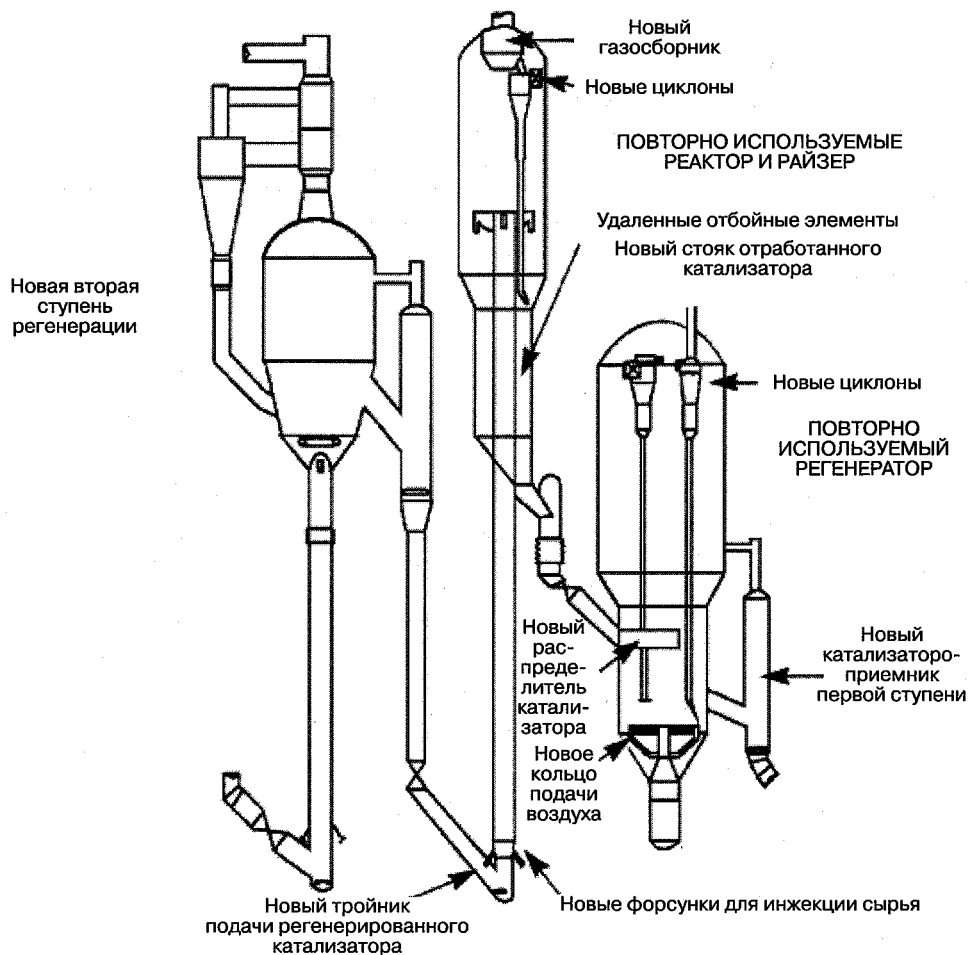 Новый
газосборник
Новые циклоны
ПОВТОРНО ИСПОЛЬЗУЕМЫЕ
РЕАКТОР И РАЙЗЕР
Удаленные отбойные элементы
Новый стояк отработанного
катализатора
Новая вторая
ступень
регенерации
Новые циклоны
ПОВТОРНО
ИСПОЛЬЗУЕМЫЙ
РЕГЕНЕРАТОР
Новый
рас-
преде-
литель
катали-
затора
Новый
катализаторо-
приемник
первой ступени
Новое
кольцо
подачи
воздуха
Новый тройник
подачи регенерированного
катализатора
Новые форсунки для инжекции сырья